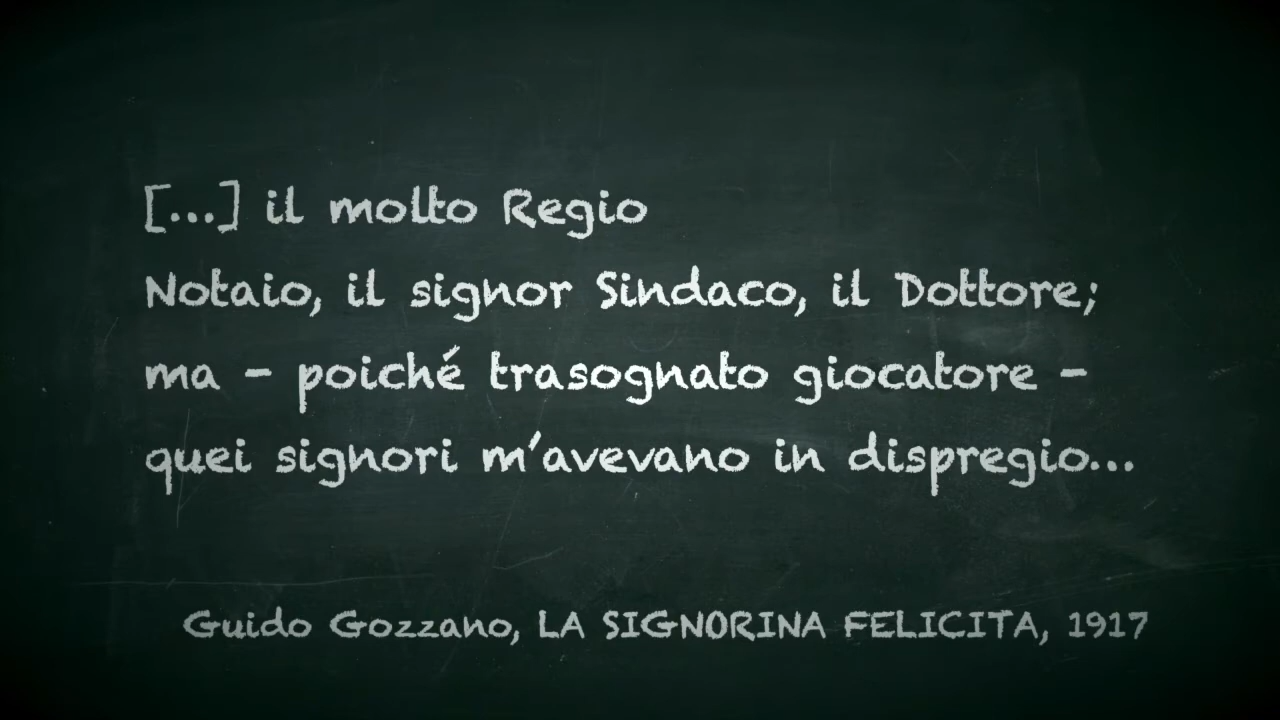 [...] il molto Regio
Notaio, il signor Sindaco, il Dottore;
ma - poiché trasognato giocatore -
quei signori m'avevano in dispregio...
Guido Gozzano, LA SIGNORINA FELICITA, 1917